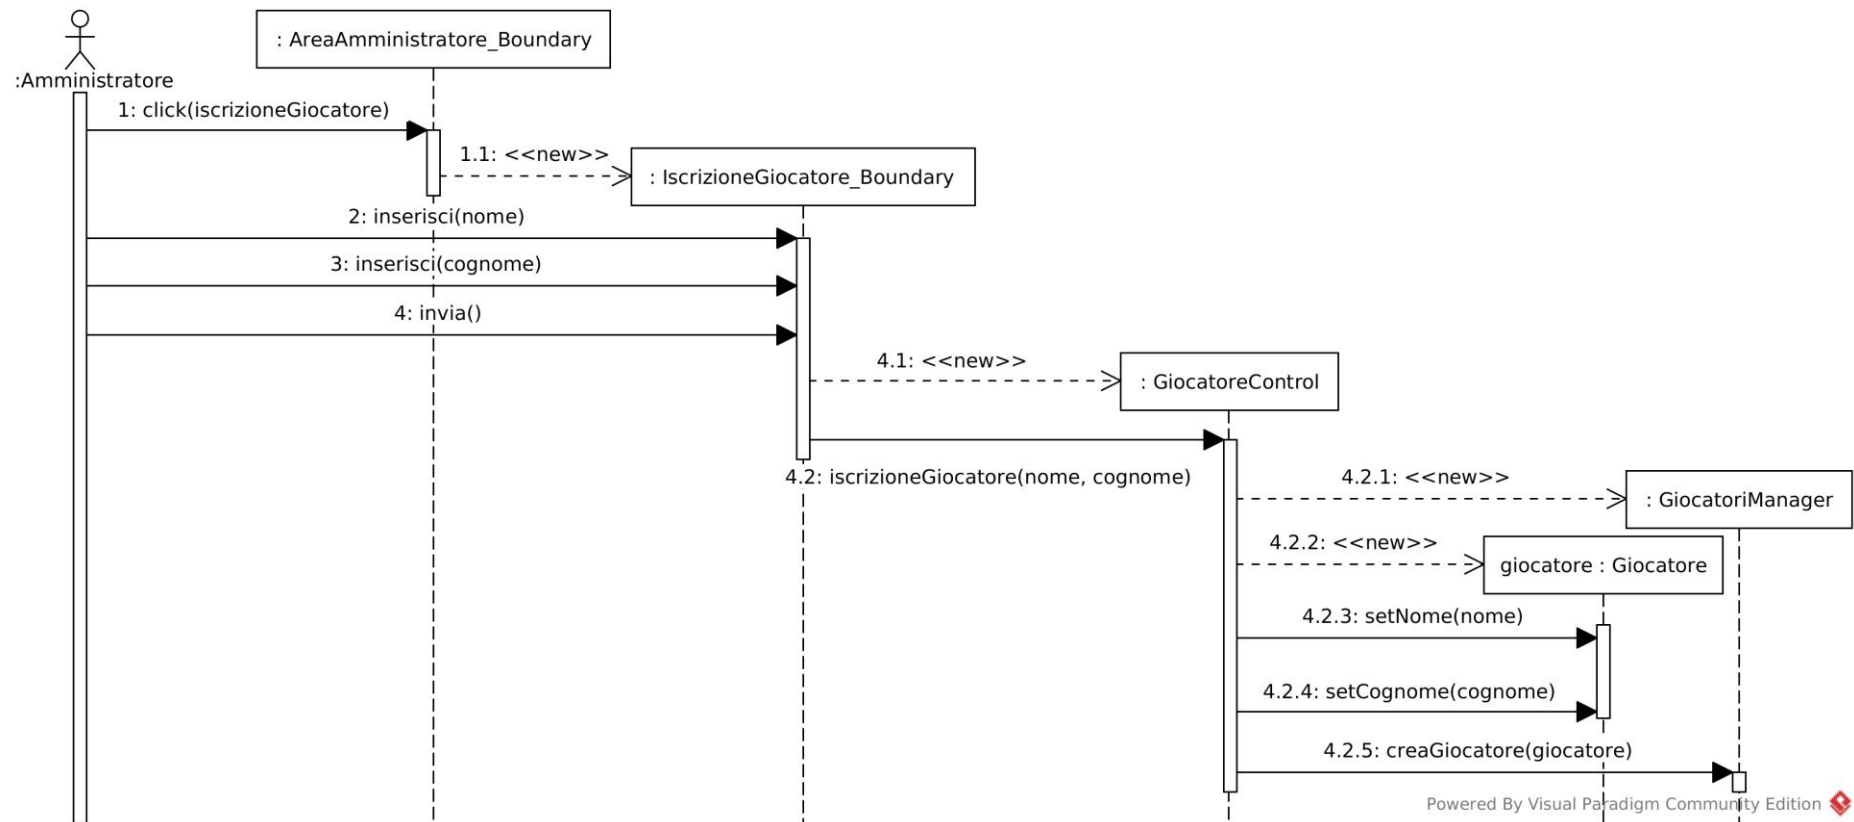 : AreaAmministratore_Boundary
:Amministratore
1: click(iscrizioneGiocatore)
1.1: <<new>>
: IscrizioneGiocatore_Boundary
2: inserisci(nome)
3: inserisci(cognome)
4: invia()
4.1: <<new>>
: GiocatoreControl
4.2: iscrizioneGiocatore(nome, cognome)
4.2.1: <<new>>
: GiocatoriManager
4.2.2: <<new>>
giocatore : Giocatore
4.2.3: setNome(nome)
4.2.4: setCognome(cognome)
4.2.5: creaGiocatore(giocatore)
Powered By Visual Paradigm Community Edition